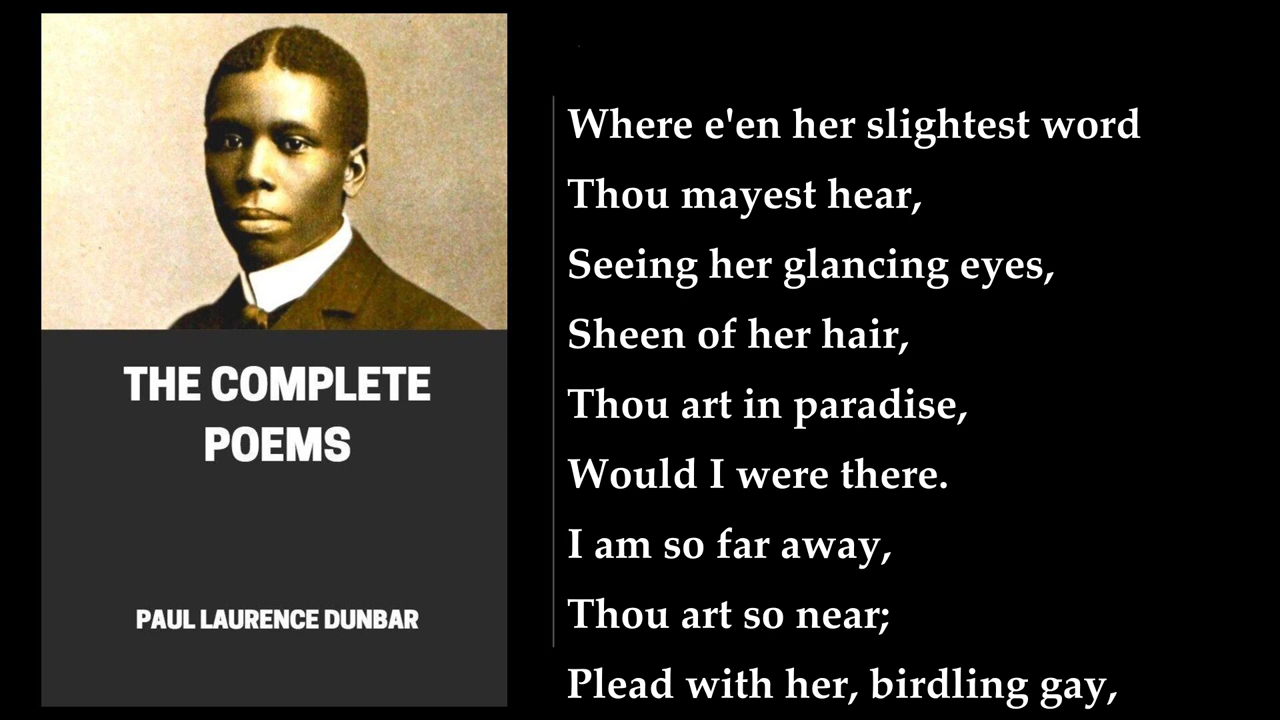 THE COMPLETE
POEMS
PAUL LAURENCE DUNBAR
Where e'en her slightest word
Thou mayest hear,
Seeing her glancing eyes,
Sheen of her hair,
Thou art in paradise,
Would I were there.
I am so far away,
Thou art so near;
Plead with her, birdling gay,